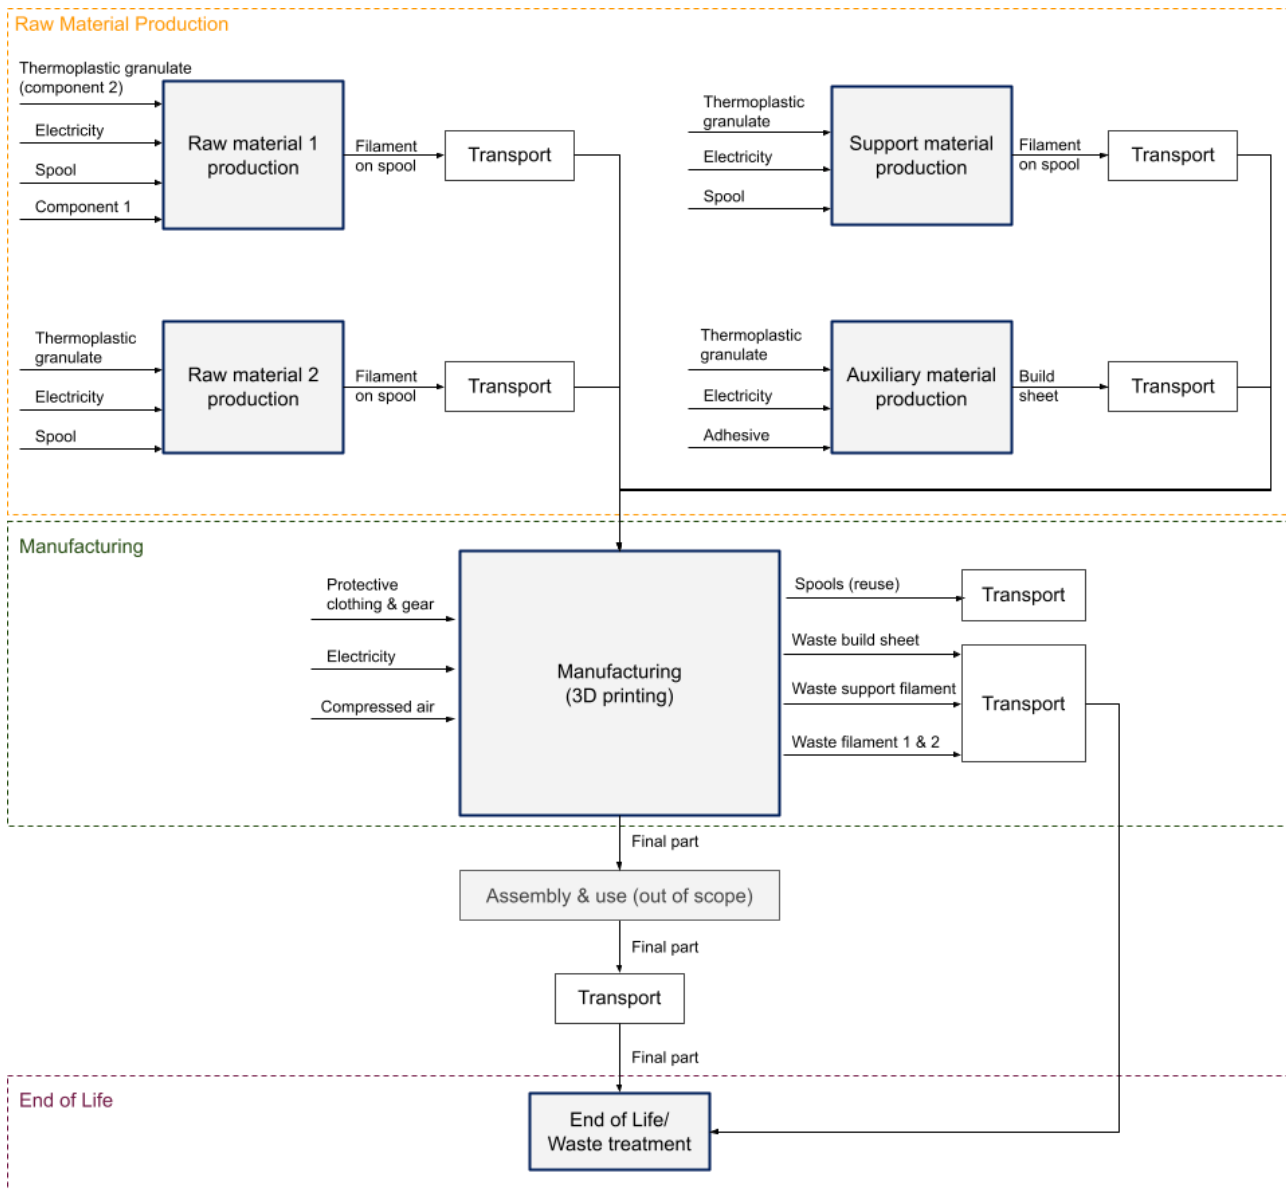 Raw Material Production
Thermoplastic granulate
(component 2)
Electricity
Spool
Component 1
Raw material 1
production
Filament
on spool
Transport
Thermoplastic
granulate
Electricity
Spool
Support material
production
Filament
on spool
Transport
Thermoplastic
granulate
Electricity
Spool
Raw material 2
production
Filament
on spool
Transport
Thermoplastic
granulate
Electricity
Adhesive
Auxiliary material
production
Build
sheet
Transport
Manufacturing
Protective
clothing & gear
Electricity
Compressed air
Manufacturing
(3D printing)
Spools (reuse)
Transport
Waste build sheet
Waste support filament
Waste filament 1 & 2
Transport
Final part
Assembly & use (out of scope)
Final part
Transport
Final part
End of Life
End of Life/
Waste treatment